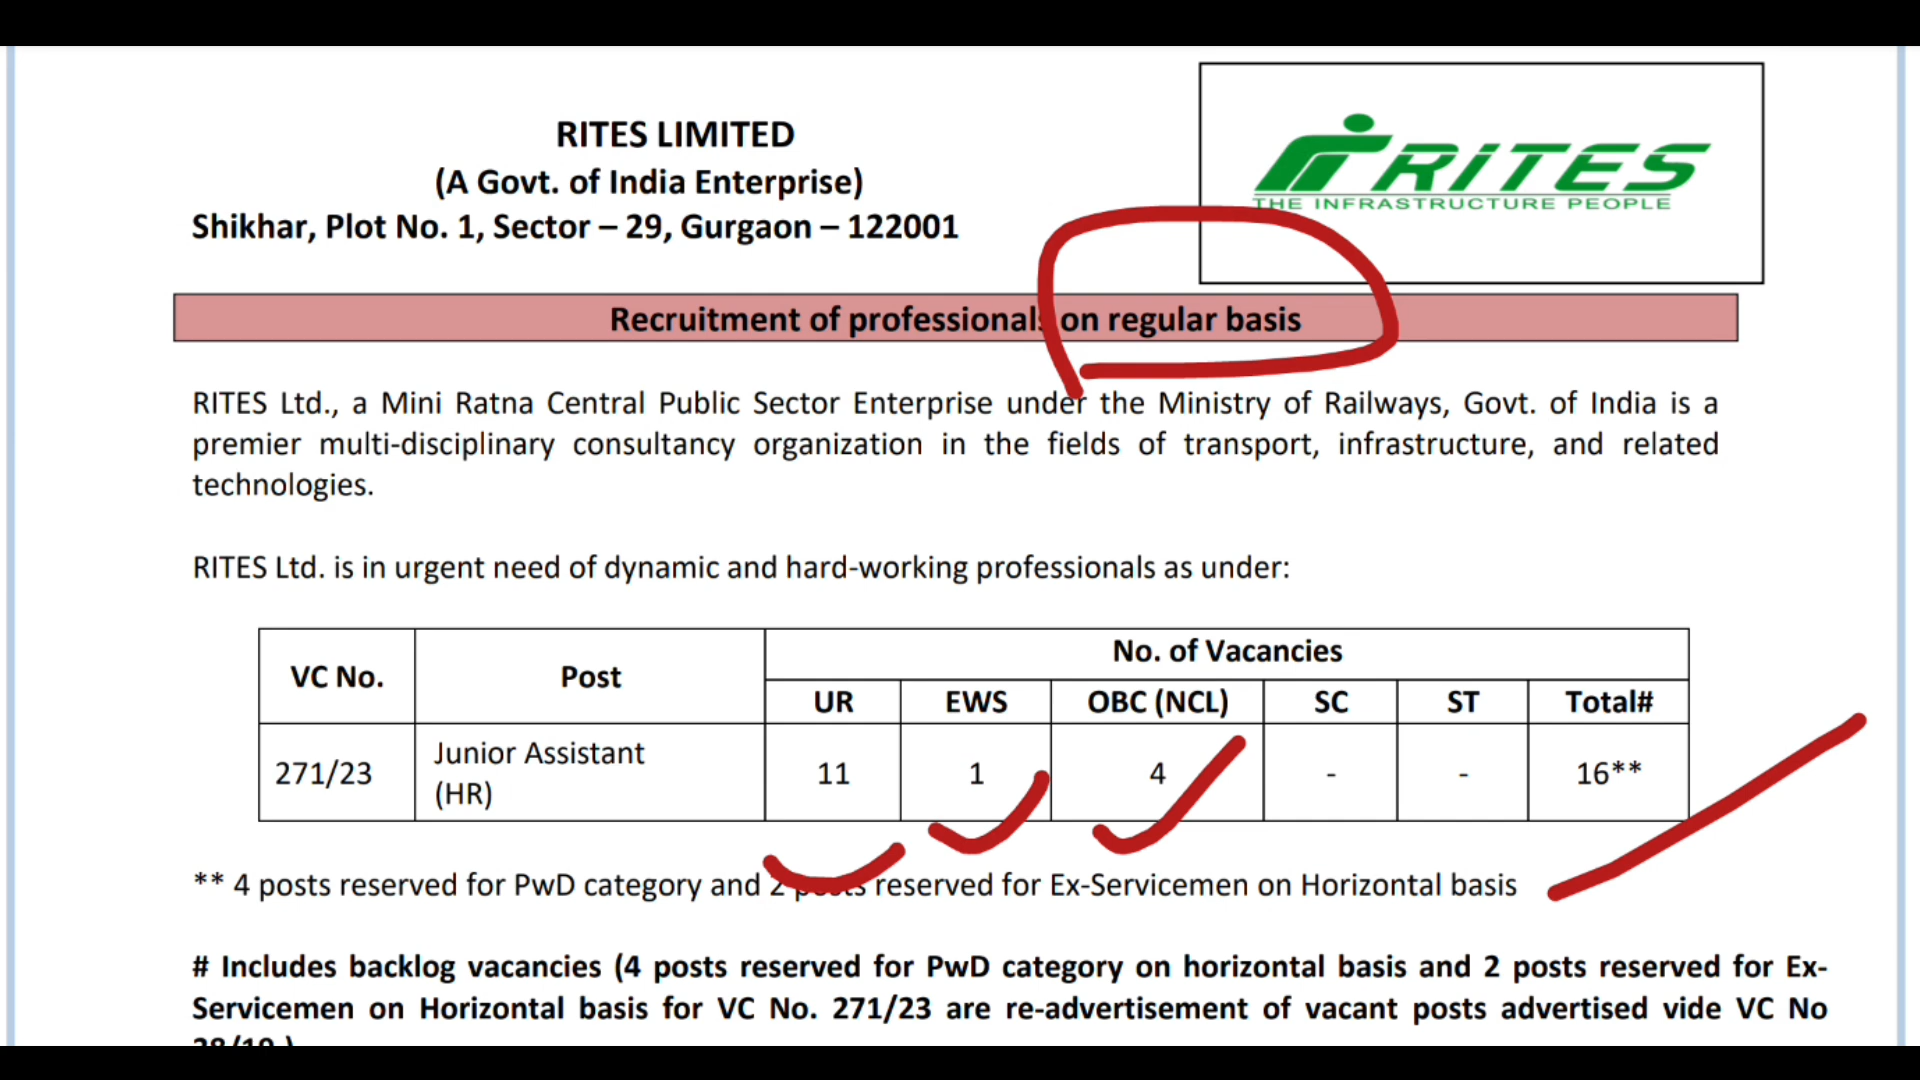 RITES LIMITED
(A Govt. of India Enterprise)
Shikhar, Plot No. 1, Sector – 29, Gurgaon – 122001
RITES
THE INFRASTRUCTURE PEOPLE
Recruitment of professionals on regular basis
RITES Ltd., a Mini Ratna Central Public Sector Enterprise under the Ministry of Railways, Govt. of India is a
premier multi-disciplinary consultancy organization in the fields of transport, infrastructure, and related
technologies.
RITES Ltd. is in urgent need of dynamic and hard-working professionals as under:
VC No. Post No. of Vacancies
UR EWS OBC (NCL) SC ST Total#
271/23 Junior Assistant (HR) 11 1 4 - - 16**
** 4 posts reserved for PwD category and 2 posts reserved for Ex-Servicemen on Horizontal basis
# Includes backlog vacancies (4 posts reserved for PwD category on horizontal basis and 2 posts reserved for Ex-
Servicemen on Horizontal basis for VC No. 271/23 are re-advertisement of vacant posts advertised vide VC No